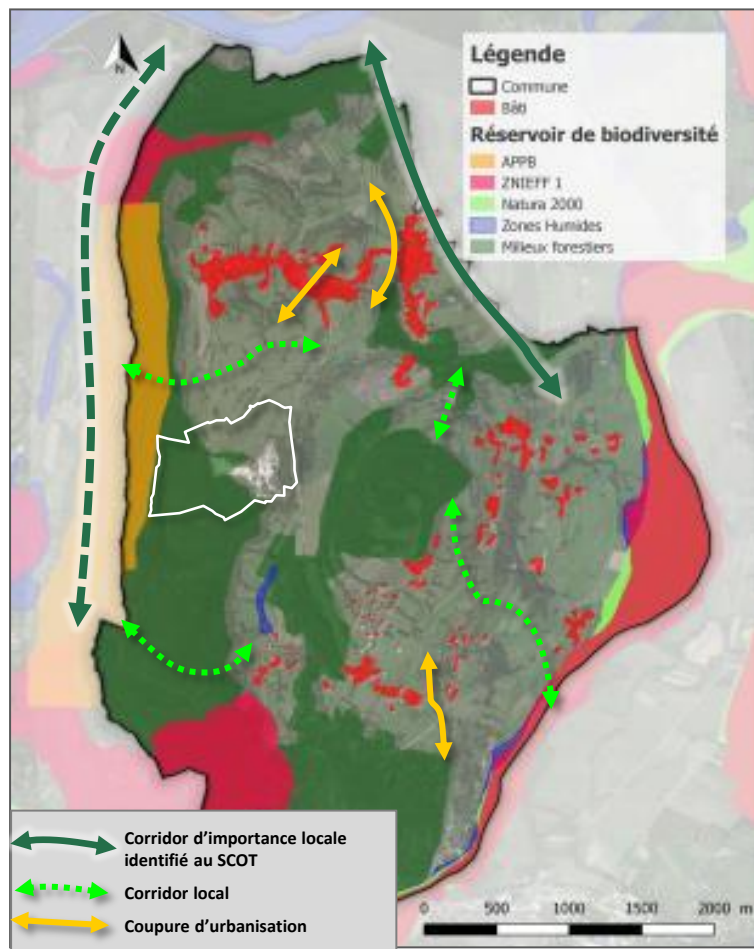 N
Légende
Commune
Bâti
Réservoir de biodiversité
APPB
ZNIEFF 1
Natura 2000
Zones Humides
Milieux forestiers
Corridor d'importance locale
identifié au SCOT
Corridor local
Coupure d'urbanisation
0 500 1000 1500 2000 m